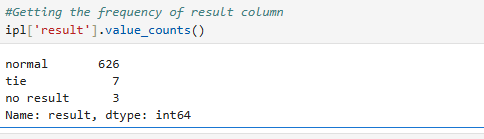 #Getting the frequency of result column
ipl['result'].value_counts()
normal       626
tie            7
no result      3
Name: result, dtype: int64